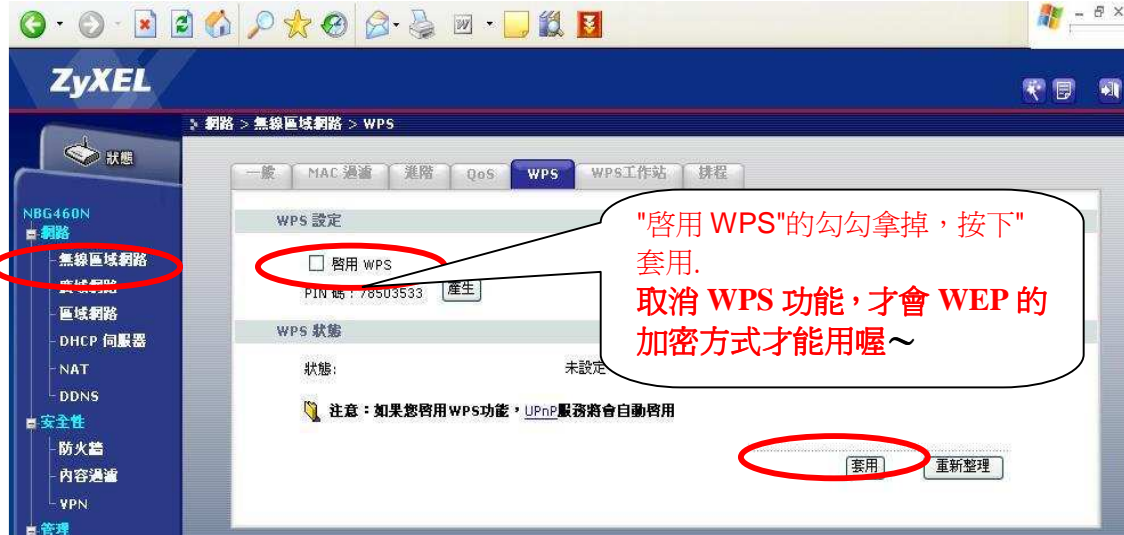 ZyXEL
網路 > 無線區域網路 > WPS
狀態
一般 MAC 過濾 進階 QoS WPS WPS工作站 排程
NBG460N
網路
無線區域網路
廣域網路
區域網路
DHCP 伺服器
NAT
DDNS
安全性
防火牆
內容過濾
VPN
管理
WPS 設定
啟用 WPS
PIN 碼：78503533 產生
WPS 狀態
狀態: 未設定
注意：如果您啟用WPS功能，UPnP服務將會自動啟用
套用 重新整理
"啓用 WPS"的勾勾拿掉，按下"
套用.
取消 WPS 功能，才會 WEP 的
加密方式才能用喔～